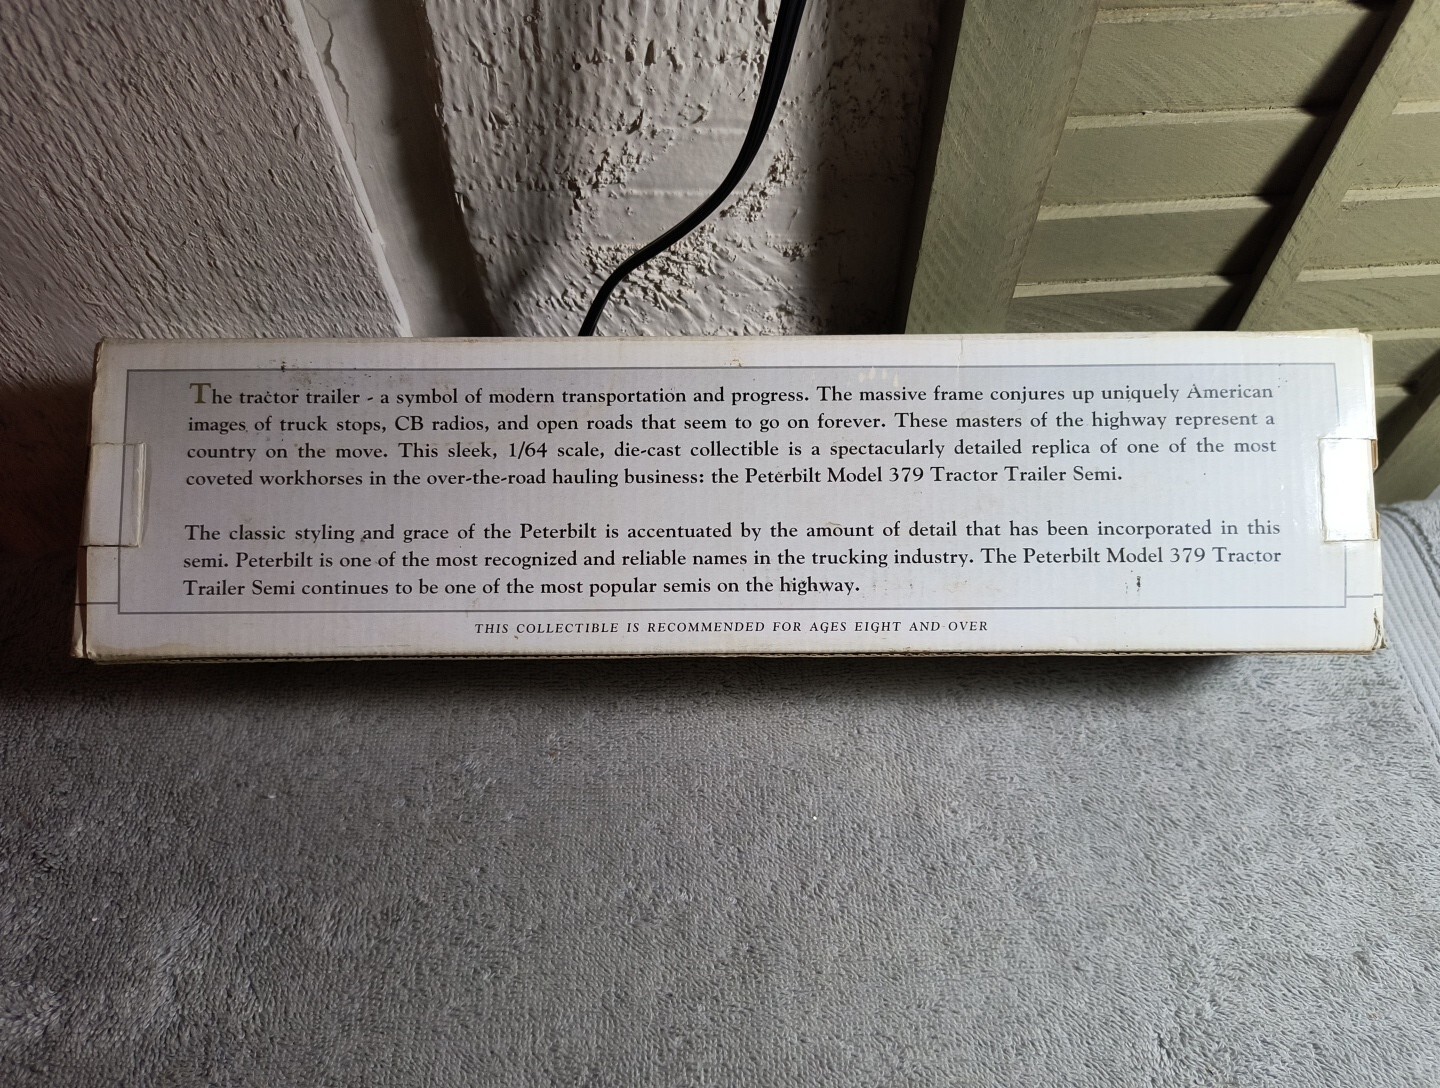 The tractor trailer - a symbol of modern transportation and progress. The massive frame conjures up uniquely American
images of truck stops, CB radios, and open roads that seem to go on forever. These masters of the highway represent a
country on the move. This sleek, 1/64 scale, die-cast collectible is a spectacularly detailed replica of one of the most
coveted workhorses in the over-the-road hauling business: the Peterbilt Model 379 Tractor Trailer Semi.
The classic styling and grace of the Peterbilt is accentuated by the amount of detail that has been incorporated in this
semi. Peterbilt is one of the most recognized and reliable names in the trucking industry. The Peterbilt Model 379 Tractor
Trailer Semi continues to be one of the most popular semis on the highway.
THIS COLLECTIBLE IS RECOMMENDED FOR AGES EIGHT AND OVER